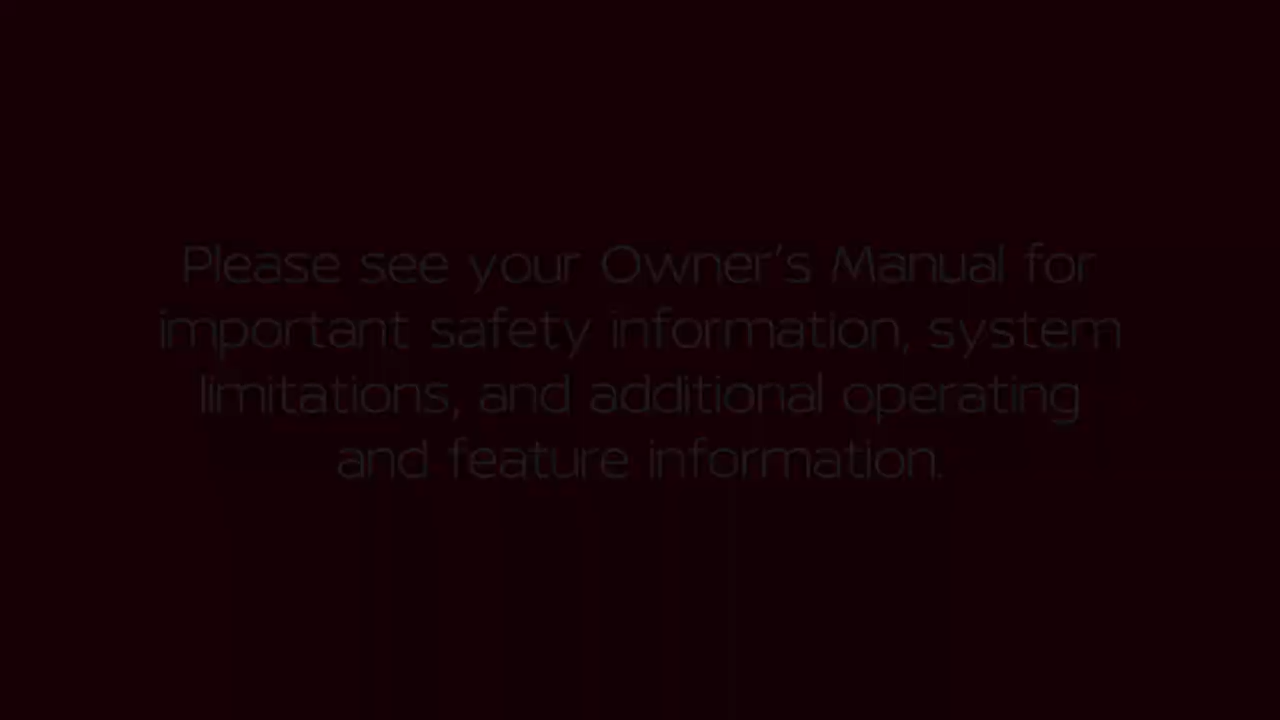 Please see your Owner’s Manual for
important safety information, system
limitations, and additional operating
and feature information.